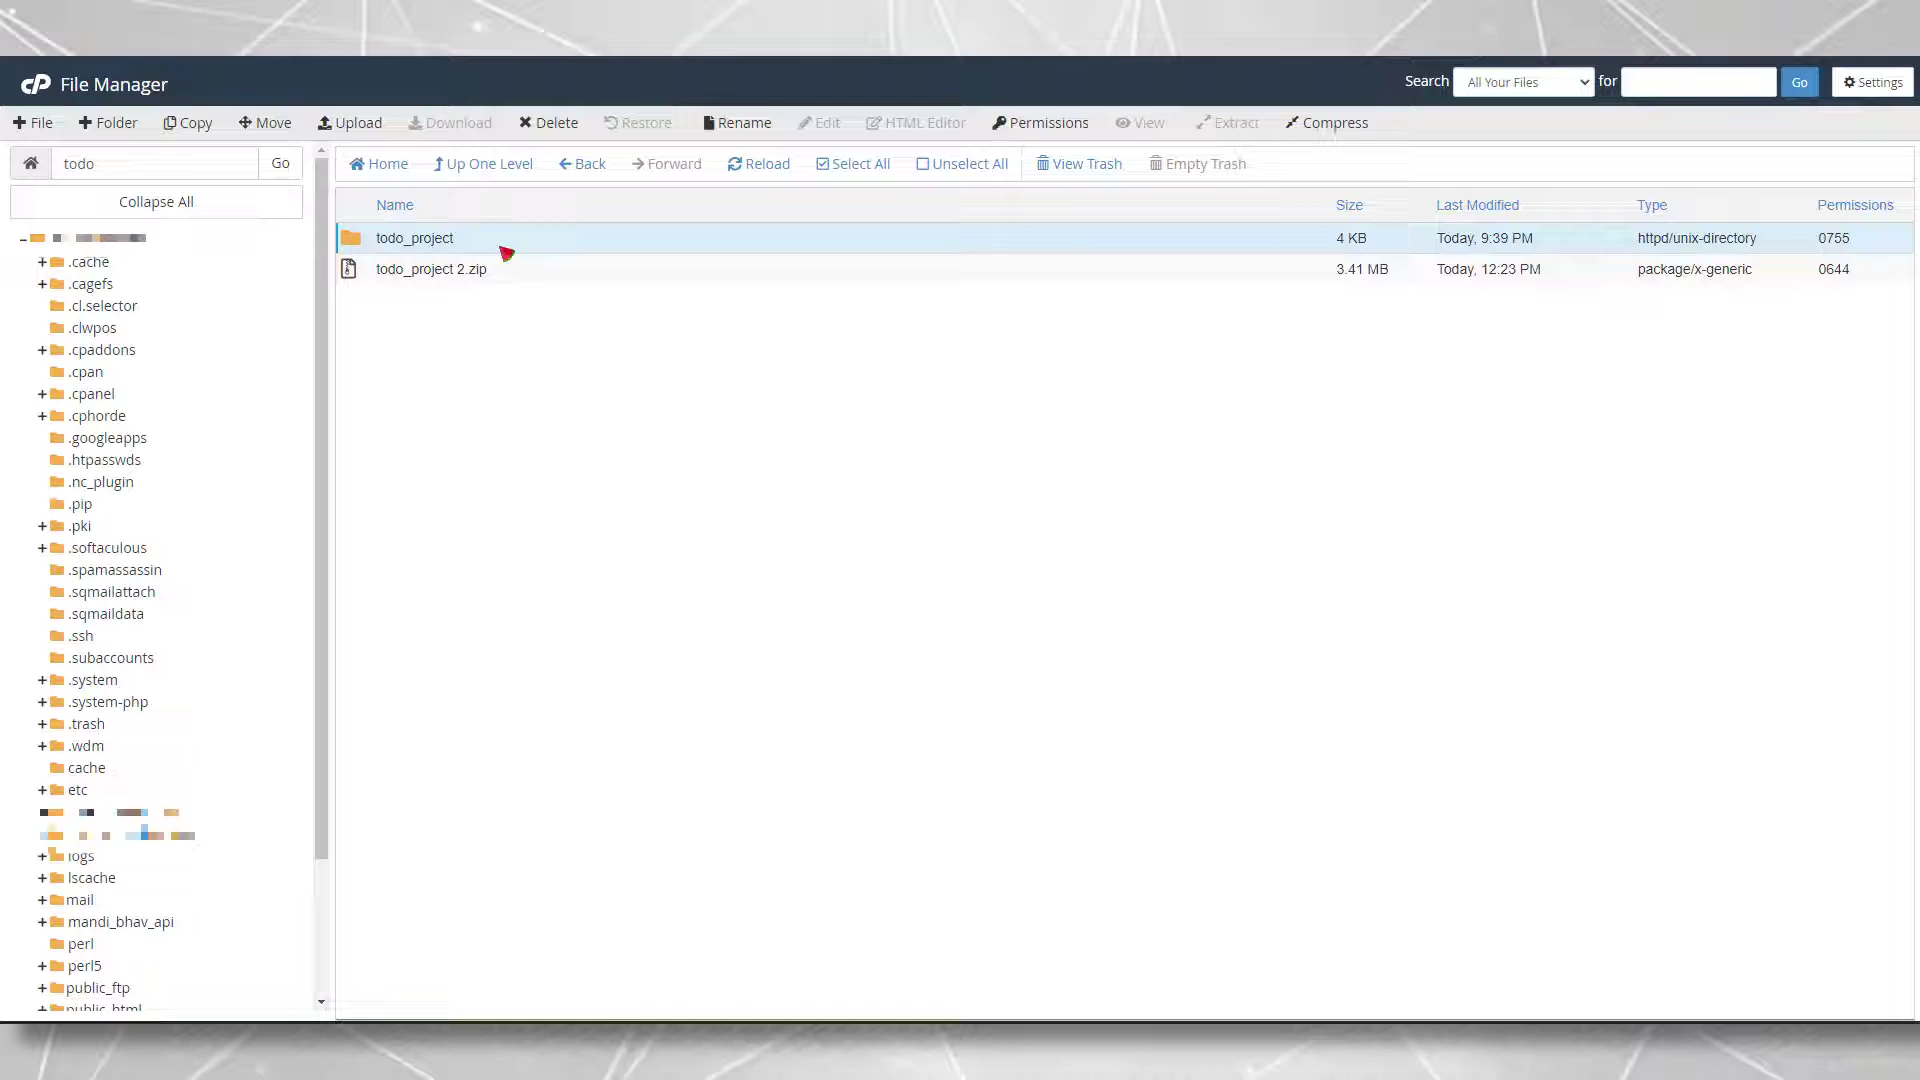 cP File Manager
Search All Your Files for Go Settings
File Folder Copy Move Upload Download Delete Restore Rename Edit HTML Editor Permissions View Extract Compress
todo Go
Home Up One Level Back Forward Reload Select All Unselect All View Trash Empty Trash
Collapse All
Name Size Last Modified Type Permissions
todo_project 4 KB Today, 9:39 PM httpd/unix-directory 0755
todo_project 2.zip 3.41 MB Today, 12:23 PM package/x-generic 0644
.cache
.cagefs
.cl.selector
.clwpos
.cpaddons
.cpan
.cpanel
.cphorde
.googleapps
.htpasswds
.nc_plugin
.pip
.pki
.softaculous
.spamassassin
.sqmailattach
.sqmaildata
.ssh
.subaccounts
.system
.system-php
.trash
.wdm
cache
etc
logs
lscache
mail
mandi_bhav_api
perl
perl5
public_ftp
public_html